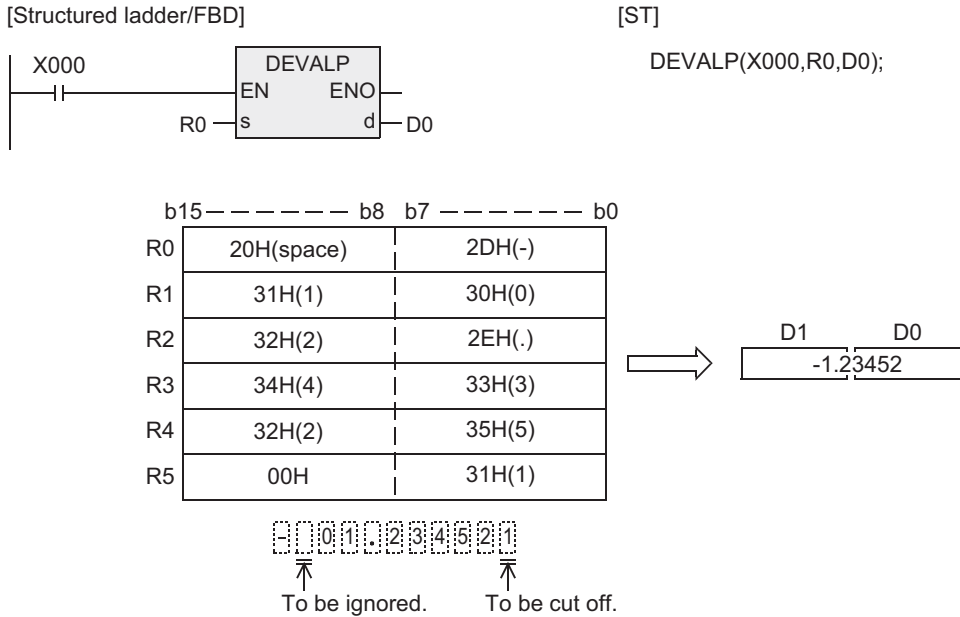 [Structured ladder/FBD] [ST]
X000 DEVALP DEVALP(X000,R0,D0);
EN ENO
R0 s d D0
b15 b8 b7 b0
R0 20H(space) 2DH(-)
R1 31H(1) 30H(0)
R2 32H(2) 2EH(.)
D1 D0
R3 34H(4) 33H(3) -1.23452
R4 32H(2) 35H(5)
R5 00H 31H(1)
- 0 1 . 2 3 4 5 2 1
To be ignored. To be cut off.